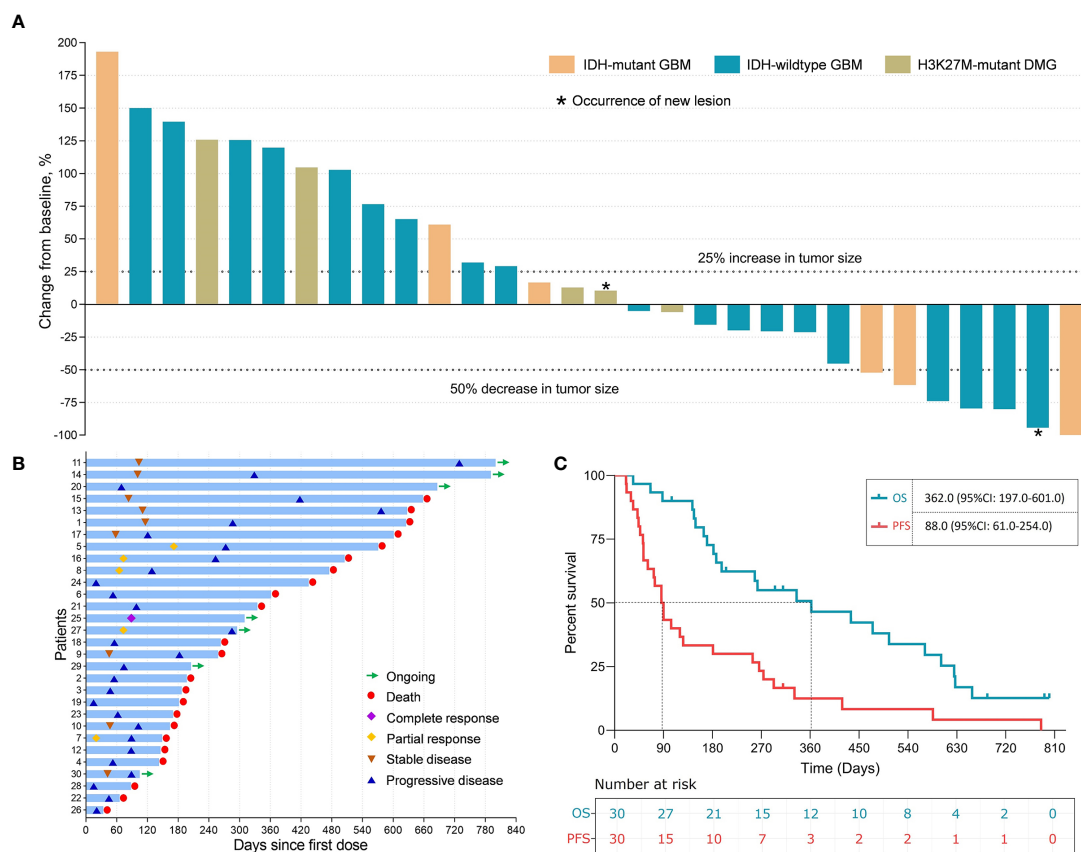 A
Change from baseline, %
200
175
150
125
100
75
50
25
0
-25
-50
-75
-100
IDH-mutant GBM
IDH-wildtype GBM
H3K27M-mutant DMG
* Occurrence of new lesion
25% increase in tumor size
*
50% decrease in tumor size
*
B
Patients
11
14
20
15
13
1
17
5
16
8
24
6
21
25
27
18
9
29
2
3
19
23
10
7
12
4
30
28
22
26
Ongoing
Death
Complete response
Partial response
Stable disease
Progressive disease
0 60 120 180 240 300 360 420 480 540 600 660 720 780 840
Days since first dose
C
Percent survival
100
75
50
25
0
OS 362.0 (95%CI: 197.0-601.0)
PFS 88.0 (95%CI: 61.0-254.0)
0 90 180 270 360 450 540 630 720 810
Time (Days)
Number at risk
OS 30 27 21 15 12 10 8 4 2 0
PFS 30 15 10 7 3 2 2 1 1 0